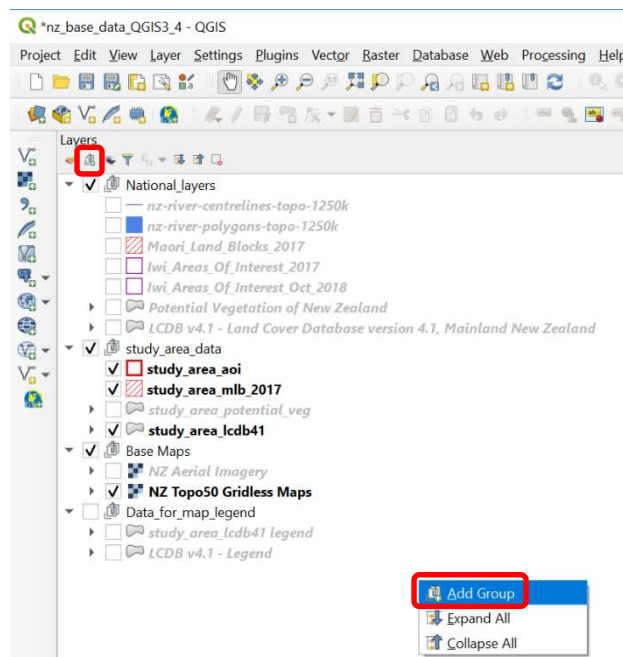 *nz_base_data_QGIS3_4 - QGIS
Project Edit View Layer Settings Plugins Vector Raster Database Web Processing Help
Layers
National_layers
nz-river-centrelines-topo-1250k
nz-river-polygons-topo-1250k
Maori_Land_Blocks_2017
Iwi_Areas_Of_Interest_2017
Iwi_Areas_Of_Interest_Oct_2018
Potential Vegetation of New Zealand
LCDB v4.1 - Land Cover Database version 4.1, Mainland New Zealand
study_area_data
study_area_aoi
study_area_mlb_2017
study_area_potential_veg
study_area_lcdb41
Base Maps
NZ Aerial Imagery
NZ Topo50 Gridless Maps
Data_for_map_legend
study_area_lcdb41 legend
LCDB v4.1 - Legend
Add Group
Expand All
Collapse All